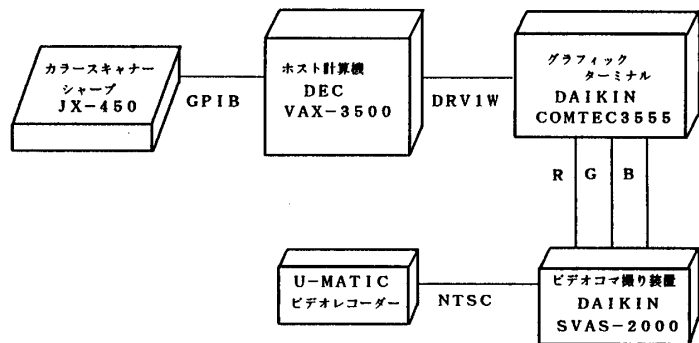 カラースキャナー
シャープ
JX-450
GPIB
ホスト計算機
DEC
VAX-3500
DRV1W
グラフィック
ターミナル
DAIKIN
COMTEC3555
R G B
U-MATIC
ビデオレコーダー
NTSC
ビデオコマ撮り装置
DAIKIN
SVAS-2000